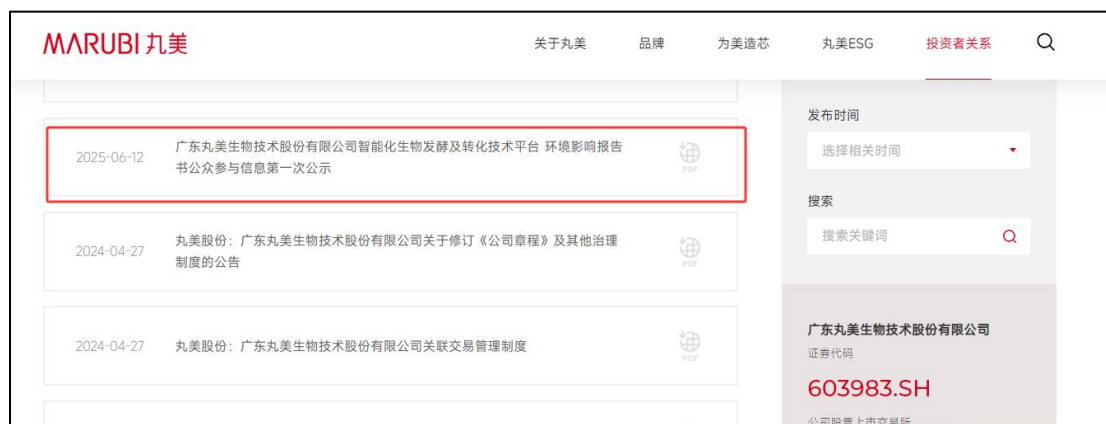 MARUBI 丸美
关于丸美 品牌 为美造芯 丸美ESG 投资者关系
2025-06-12
广东丸美生物技术股份有限公司智能化生物发酵及转化技术平台 环境影响报告
书公众参与信息第一次公示
PDF
2024-04-27
丸美股份：广东丸美生物技术股份有限公司关于修订《公司章程》及其他治理
制度的公告
PDF
2024-04-27
丸美股份：广东丸美生物技术股份有限公司关联交易管理制度
PDF
发布时间
选择相关时间
搜索
搜索关键词
广东丸美生物技术股份有限公司
证券代码
603983.SH
公司股票上市交易所